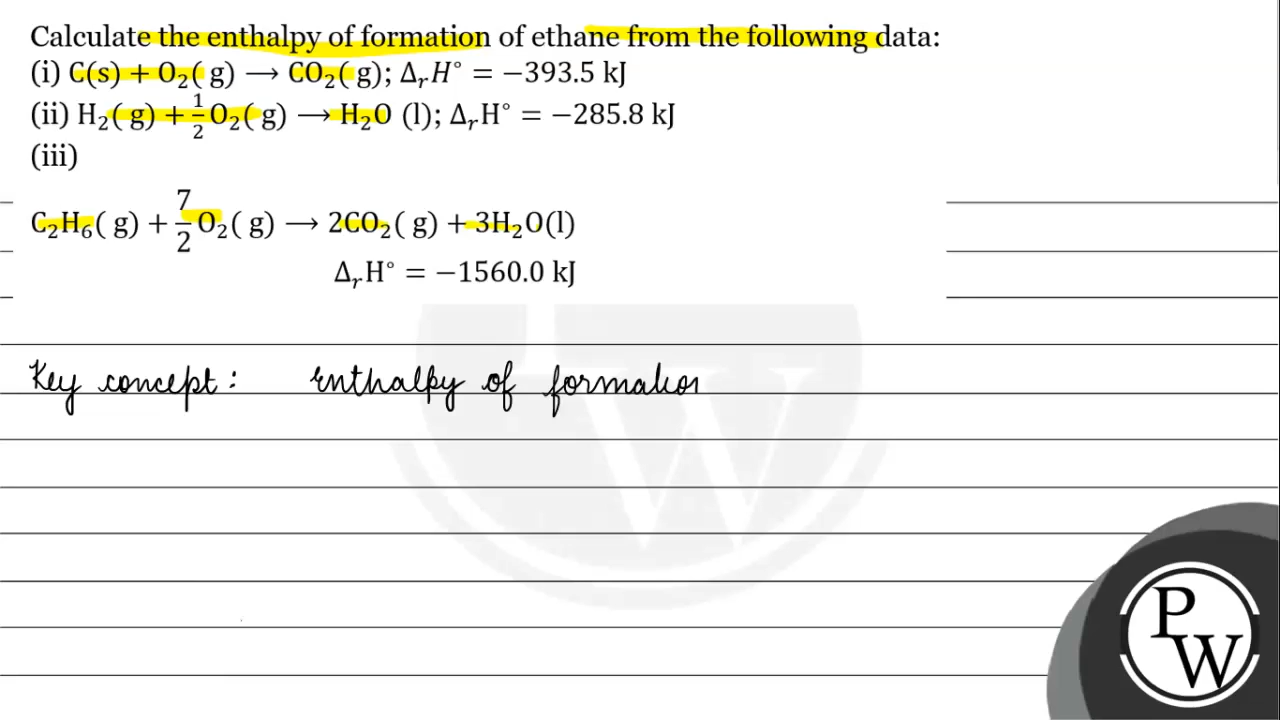 Calculate the enthalpy of formation of ethane from the following data:
(i) C(s) + O₂( g) ⟶ CO₂( g); ΔᵣH° = −393.5 kJ
(ii) H₂( g) + ½O₂( g) ⟶ H₂O (l); ΔᵣH° = −285.8 kJ
(iii)
C₂H₆( g) + 7/2 O₂( g) ⟶ 2CO₂( g) + 3H₂O(l)
ΔᵣH° = −1560.0 kJ
Key concept : Enthalpy of formation
P
W